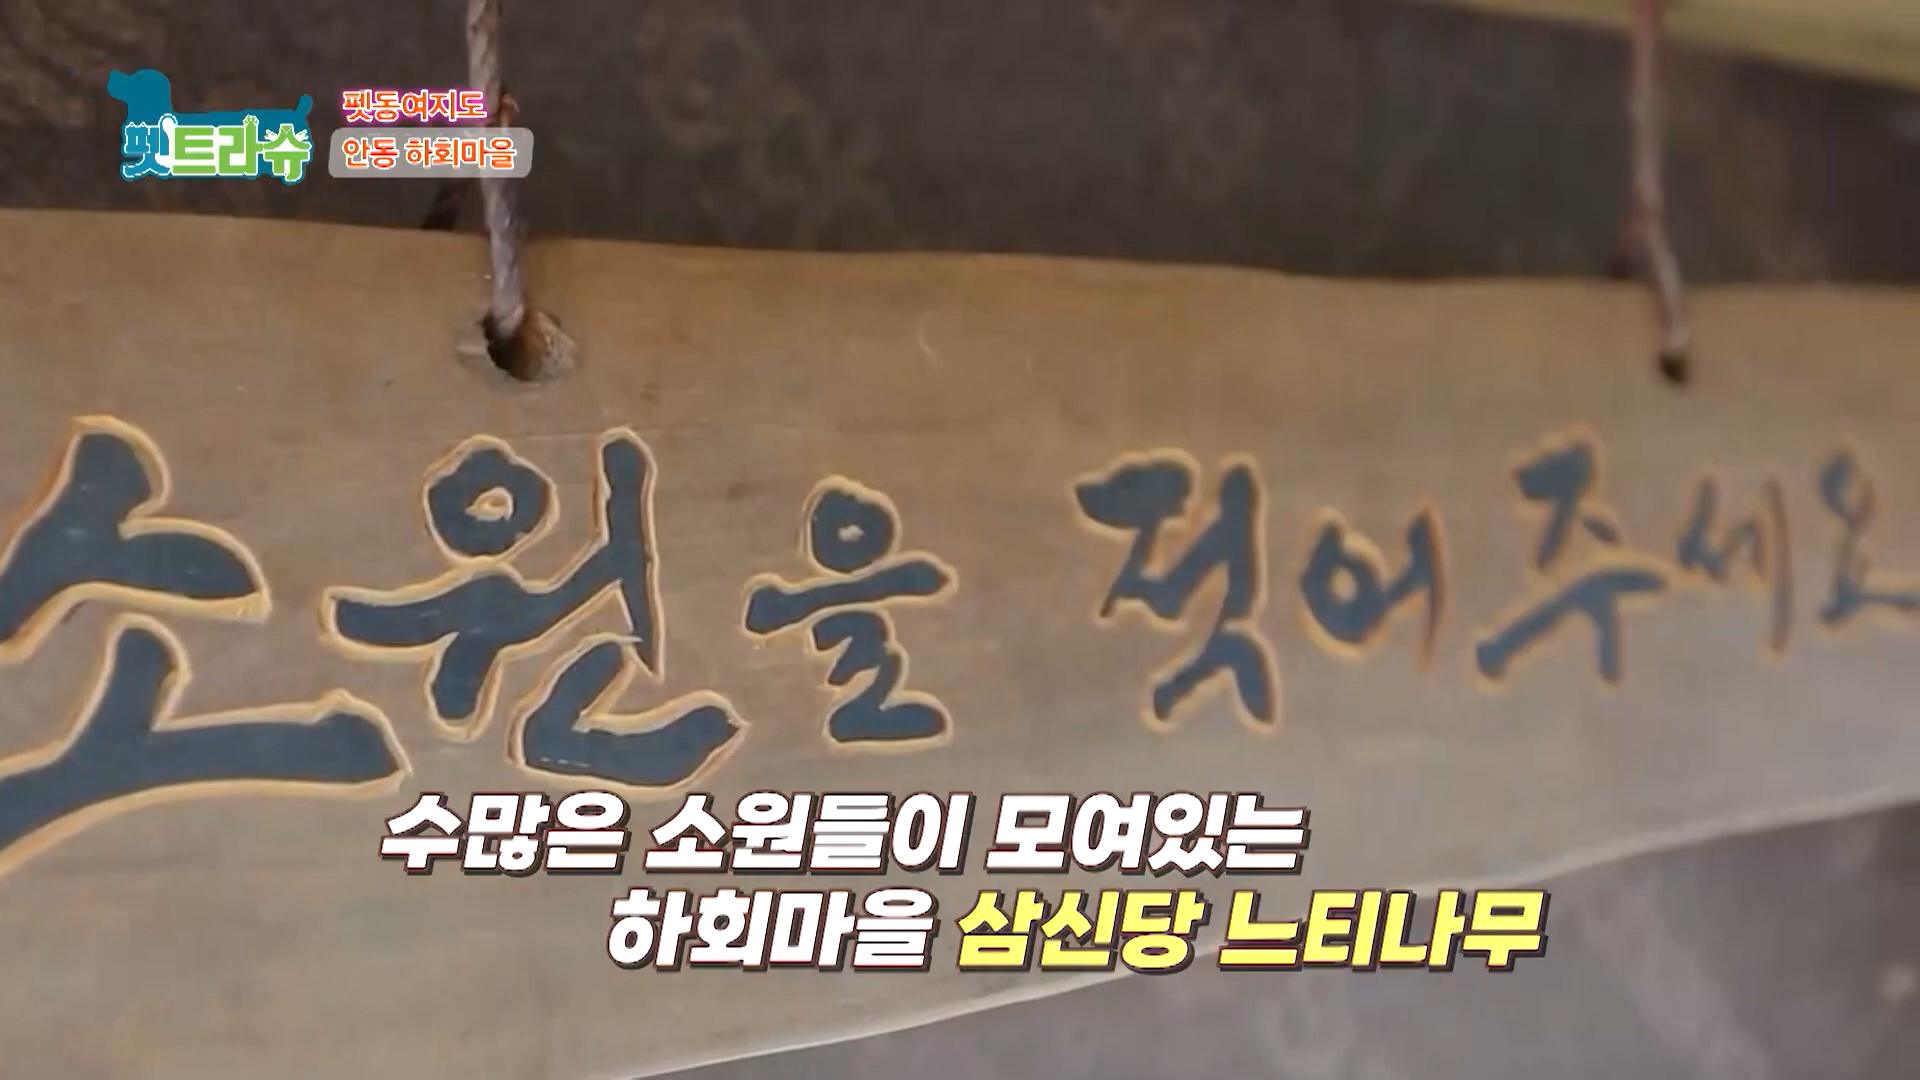 펫트라슈
펫동여지도
안동 하회마을
소원을 적어주세요
수많은 소원들이 모여있는
하회마을 삼신당 느티나무